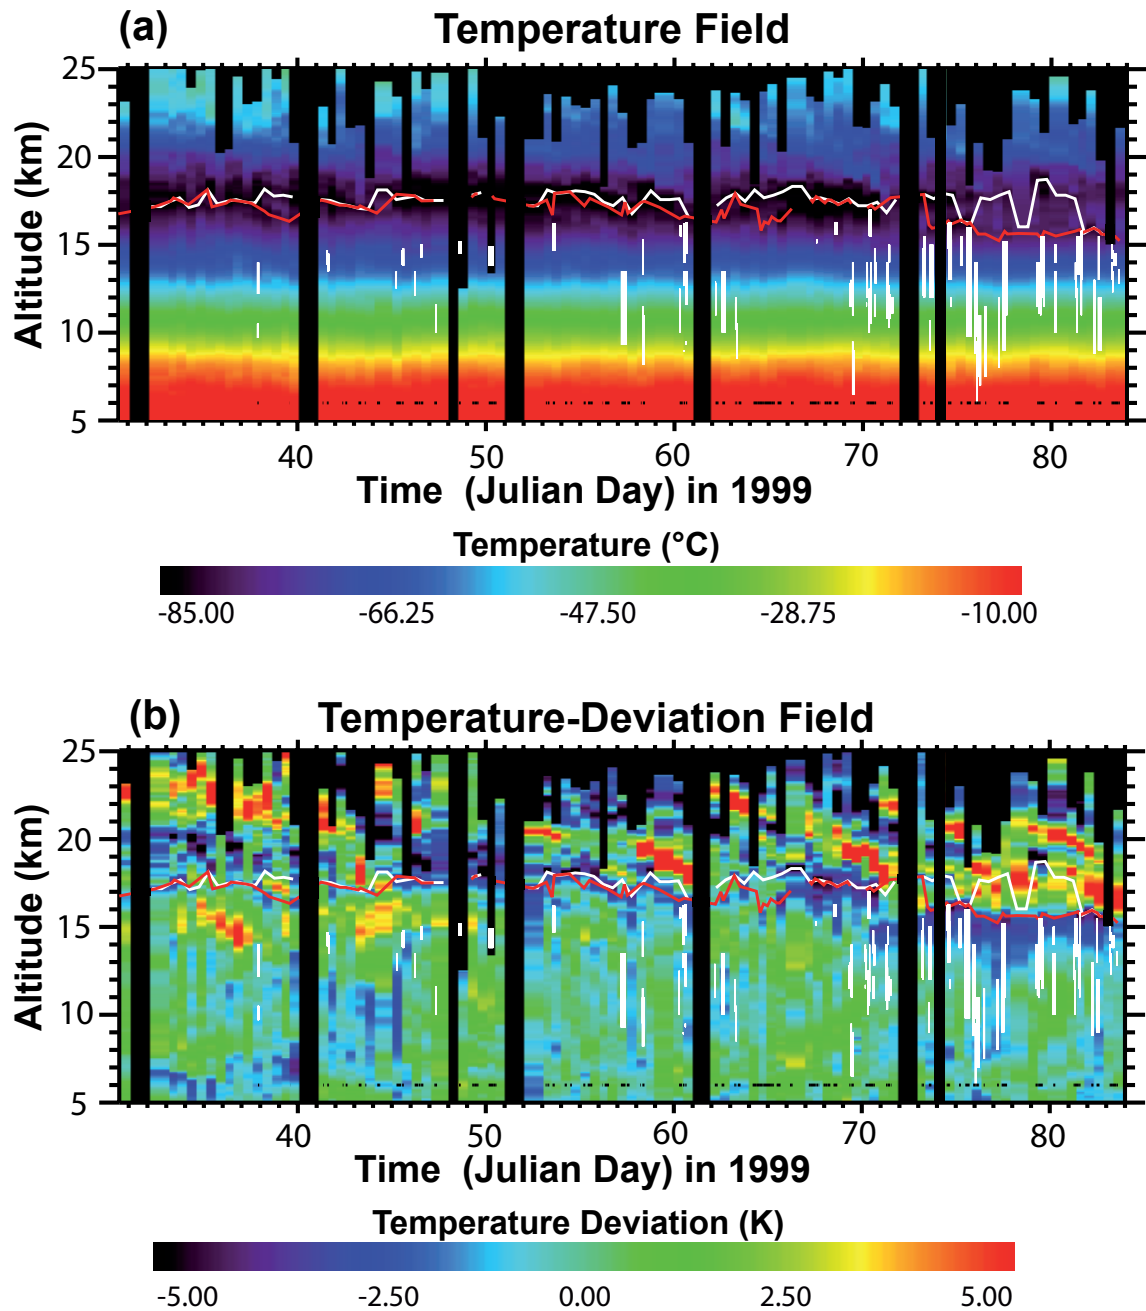 (a) Temperature Field
25
20
15
10
5
Altitude (km)
40 50 60 70 80
Time (Julian Day) in 1999
Temperature (°C)
-85.00 -66.25 -47.50 -28.75 -10.00
(b) Temperature-Deviation Field
25
20
15
10
5
Altitude (km)
40 50 60 70 80
Time (Julian Day) in 1999
Temperature Deviation (K)
-5.00 -2.50 0.00 2.50 5.00